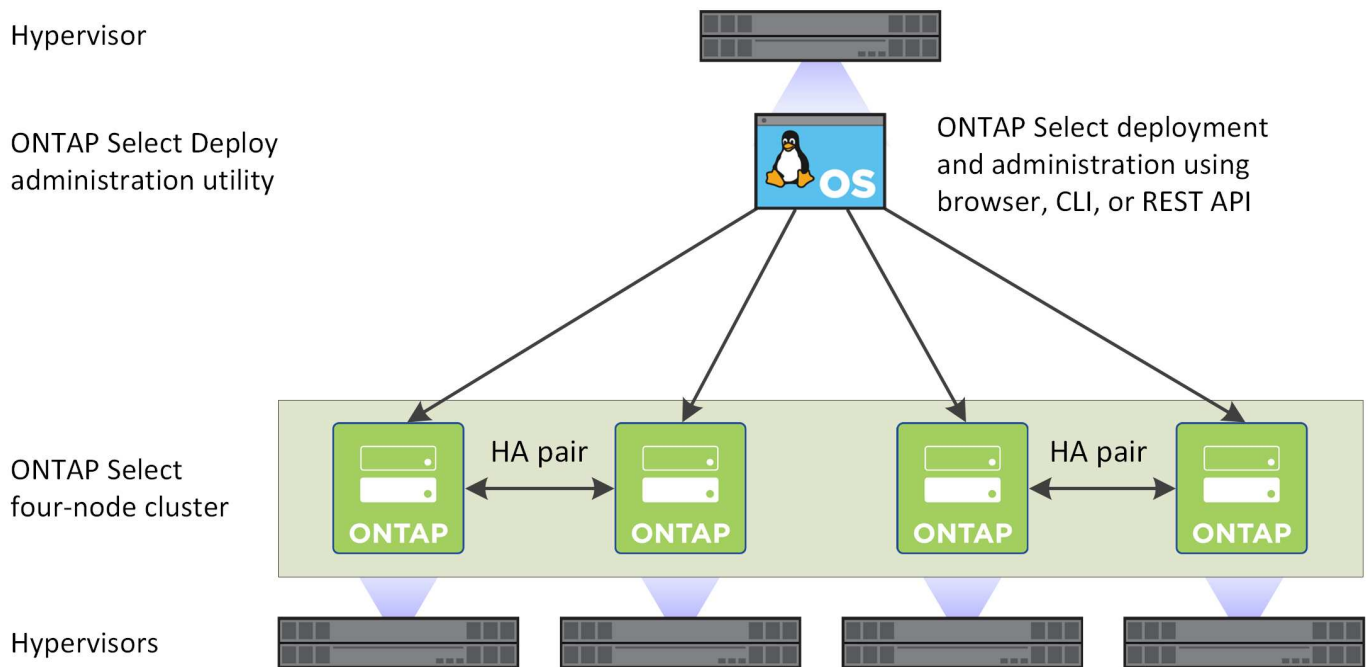 Hypervisor
ONTAP Select Deploy
administration utility
OS
ONTAP Select deployment
and administration using
browser, CLI, or REST API
ONTAP Select
four-node cluster
HA pair
HA pair
ONTAP
ONTAP
ONTAP
ONTAP
Hypervisors